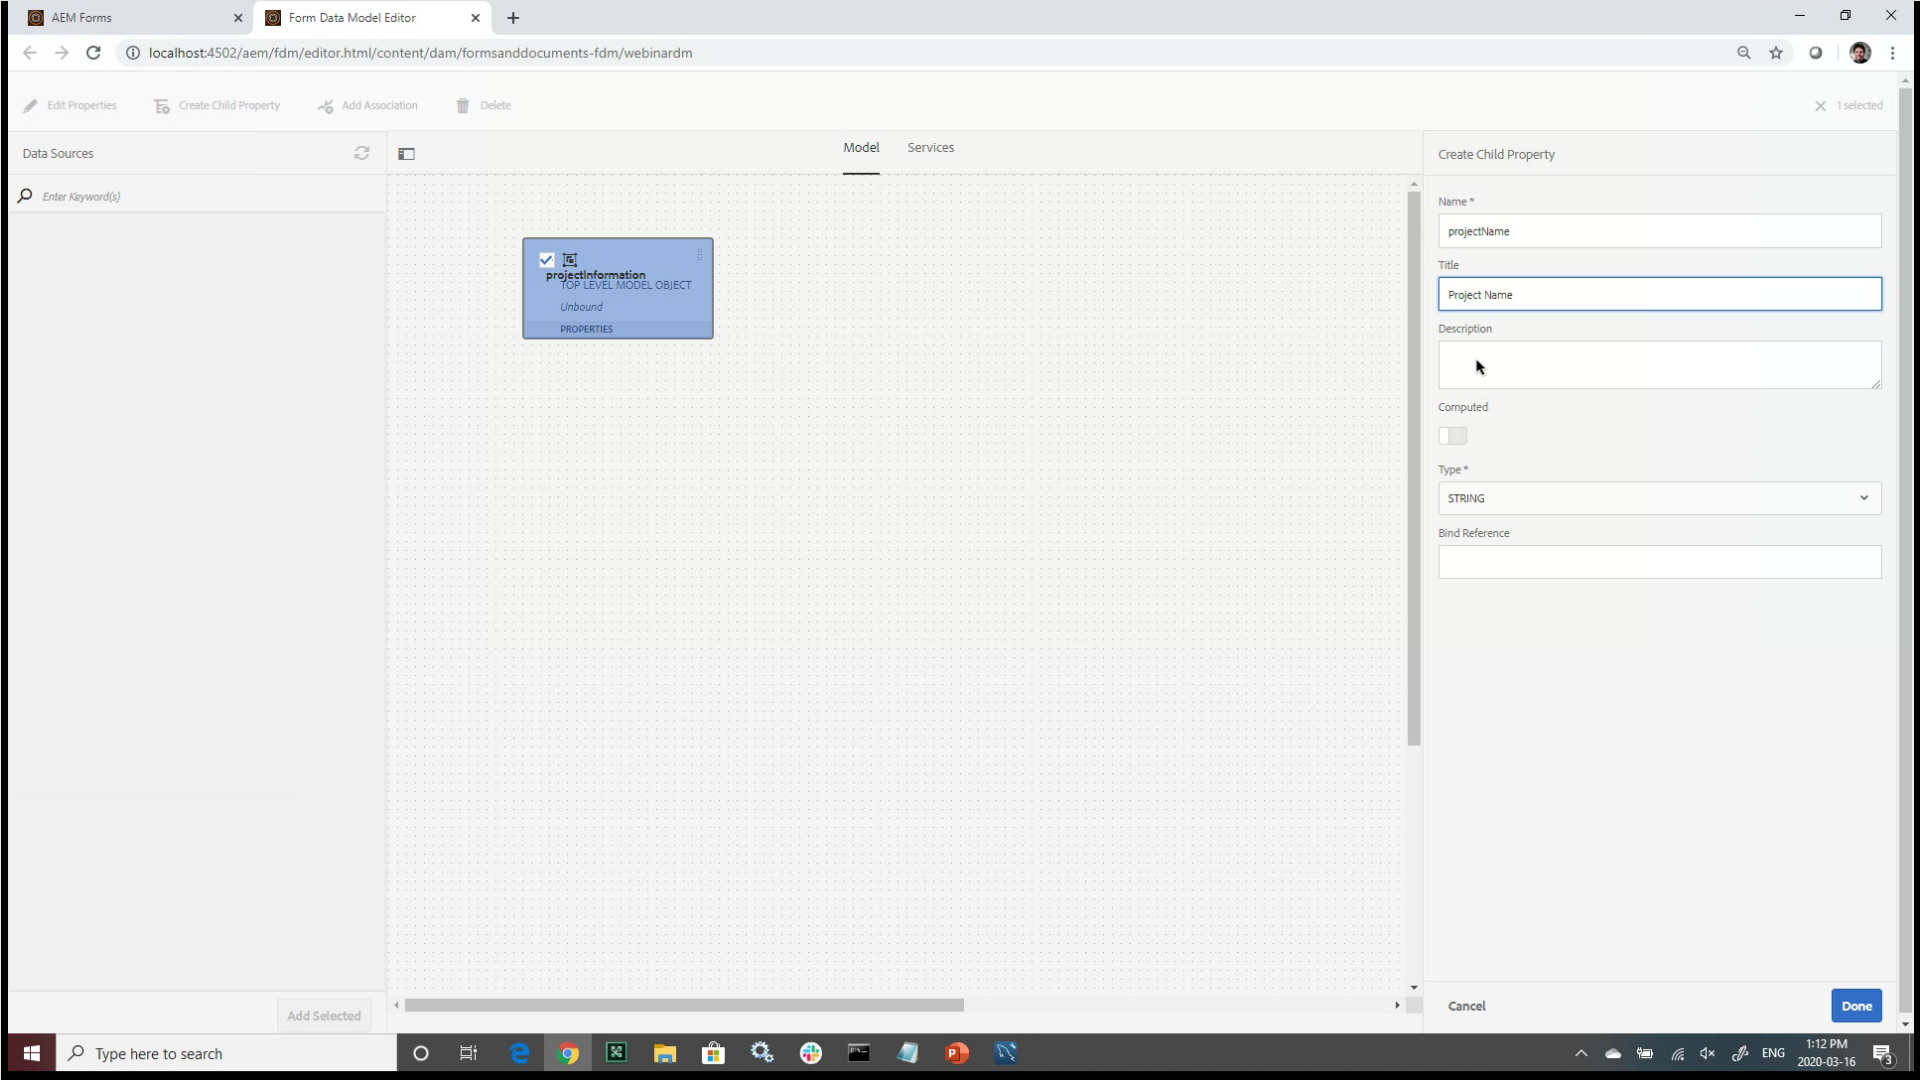 AEM Forms
Form Data Model Editor
localhost:4502/aem/fdm/editor.html/content/dam/formsanddocuments-fdm/webinardm
Edit Properties
Create Child Property
Add Association
Delete
1 selected
Data Sources
Model
Services
Create Child Property
Enter Keyword(s)
Name *
projectName
Title
Project Name
projectInformation
TOP LEVEL MODEL OBJECT
Unbound
PROPERTIES
Description
Computed
Type *
STRING
Bind Reference
Add Selected
Cancel
Done
Type here to search
ENG
1:12 PM
2020-03-16
3